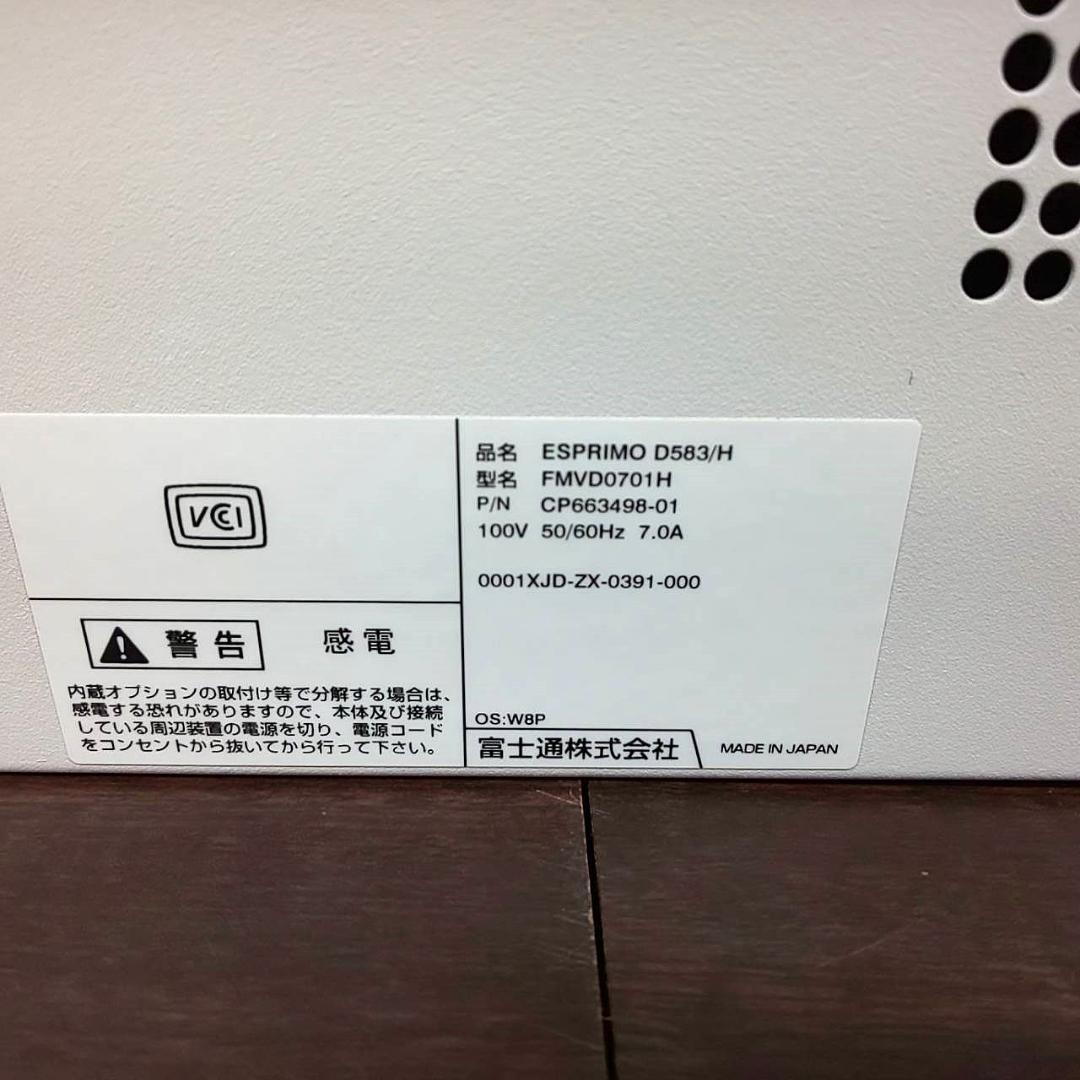 VCCI
警告 感電
内蔵オプションの取付け等で分解する場合は、
感電する恐れがありますので、本体及び接続
している周辺装置の電源を切り、電源コード
をコンセントから抜いてから行って下さい。
品名 ESPRIMO D583/H
型名 FMVD0701H
P/N CP663498-01
100V 50/60Hz 7.0A
0001XJD-ZX-0391-000
OS:W8P
富士通株式会社 MADE IN JAPAN